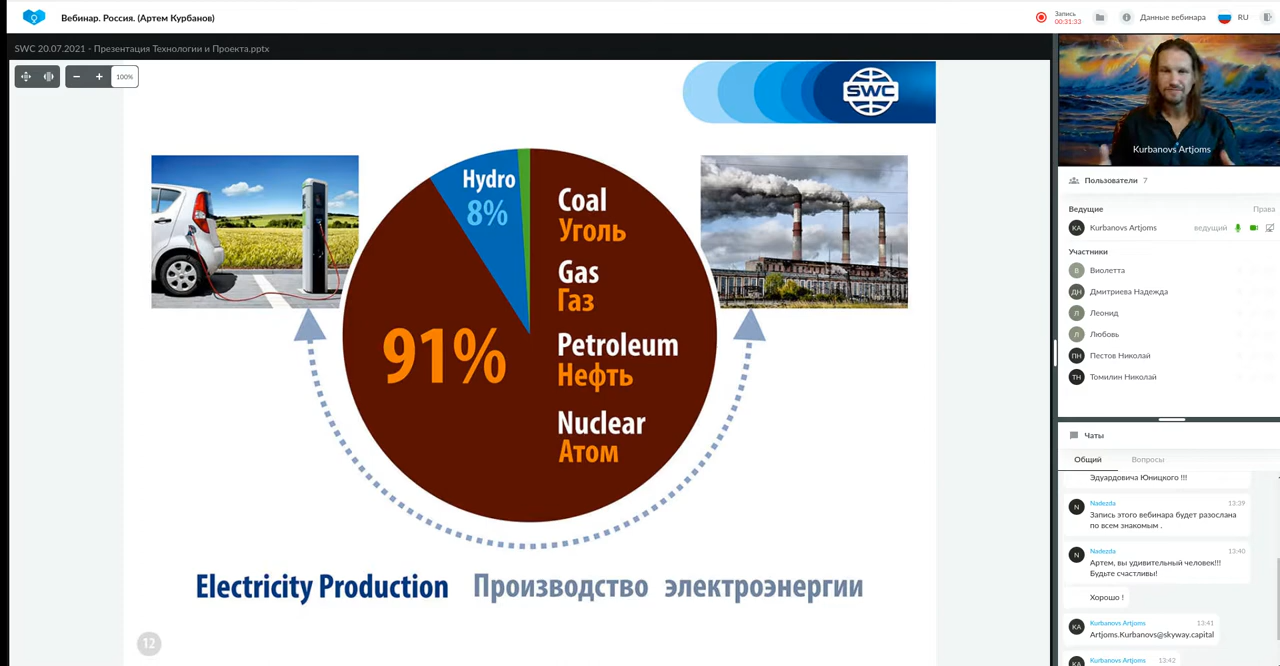 Вебинар. Россия. (Артем Курбанов)
Запись
00:31:33
Данные вебинара
RU
SWC 20.07.2021 - Презентация Технологии и Проекта.pptx
100%
SWC
Hydro
8%
91%
Coal
Уголь
Gas
Газ
Petroleum
Нефть
Nuclear
Атом
Electricity Production Производство электроэнергии
12
Kurbanovs Artjoms
Пользователи 7
Ведущие Права
KA Kurbanovs Artjoms ведущий
Участники
В Виолетта
ДН Дмитриева Надежда
Л Леонид
Л Любовь
ПН Пестов Николай
ТН Томилин Николай
Чаты
Общий Вопросы
Эдуардовича Юницкого !!!
N Nadezda 13:39
Запись этого вебинара будет разослана
по всем знакомым .
N Nadezda 13:40
Артем, вы удивительный человек!!!
Будьте счастливы!
Хорошо !
KA Kurbanovs Artjoms 13:41
Artjoms.Kurbanovs@skyway.capital
KA Kurbanovs Artjoms 13:42